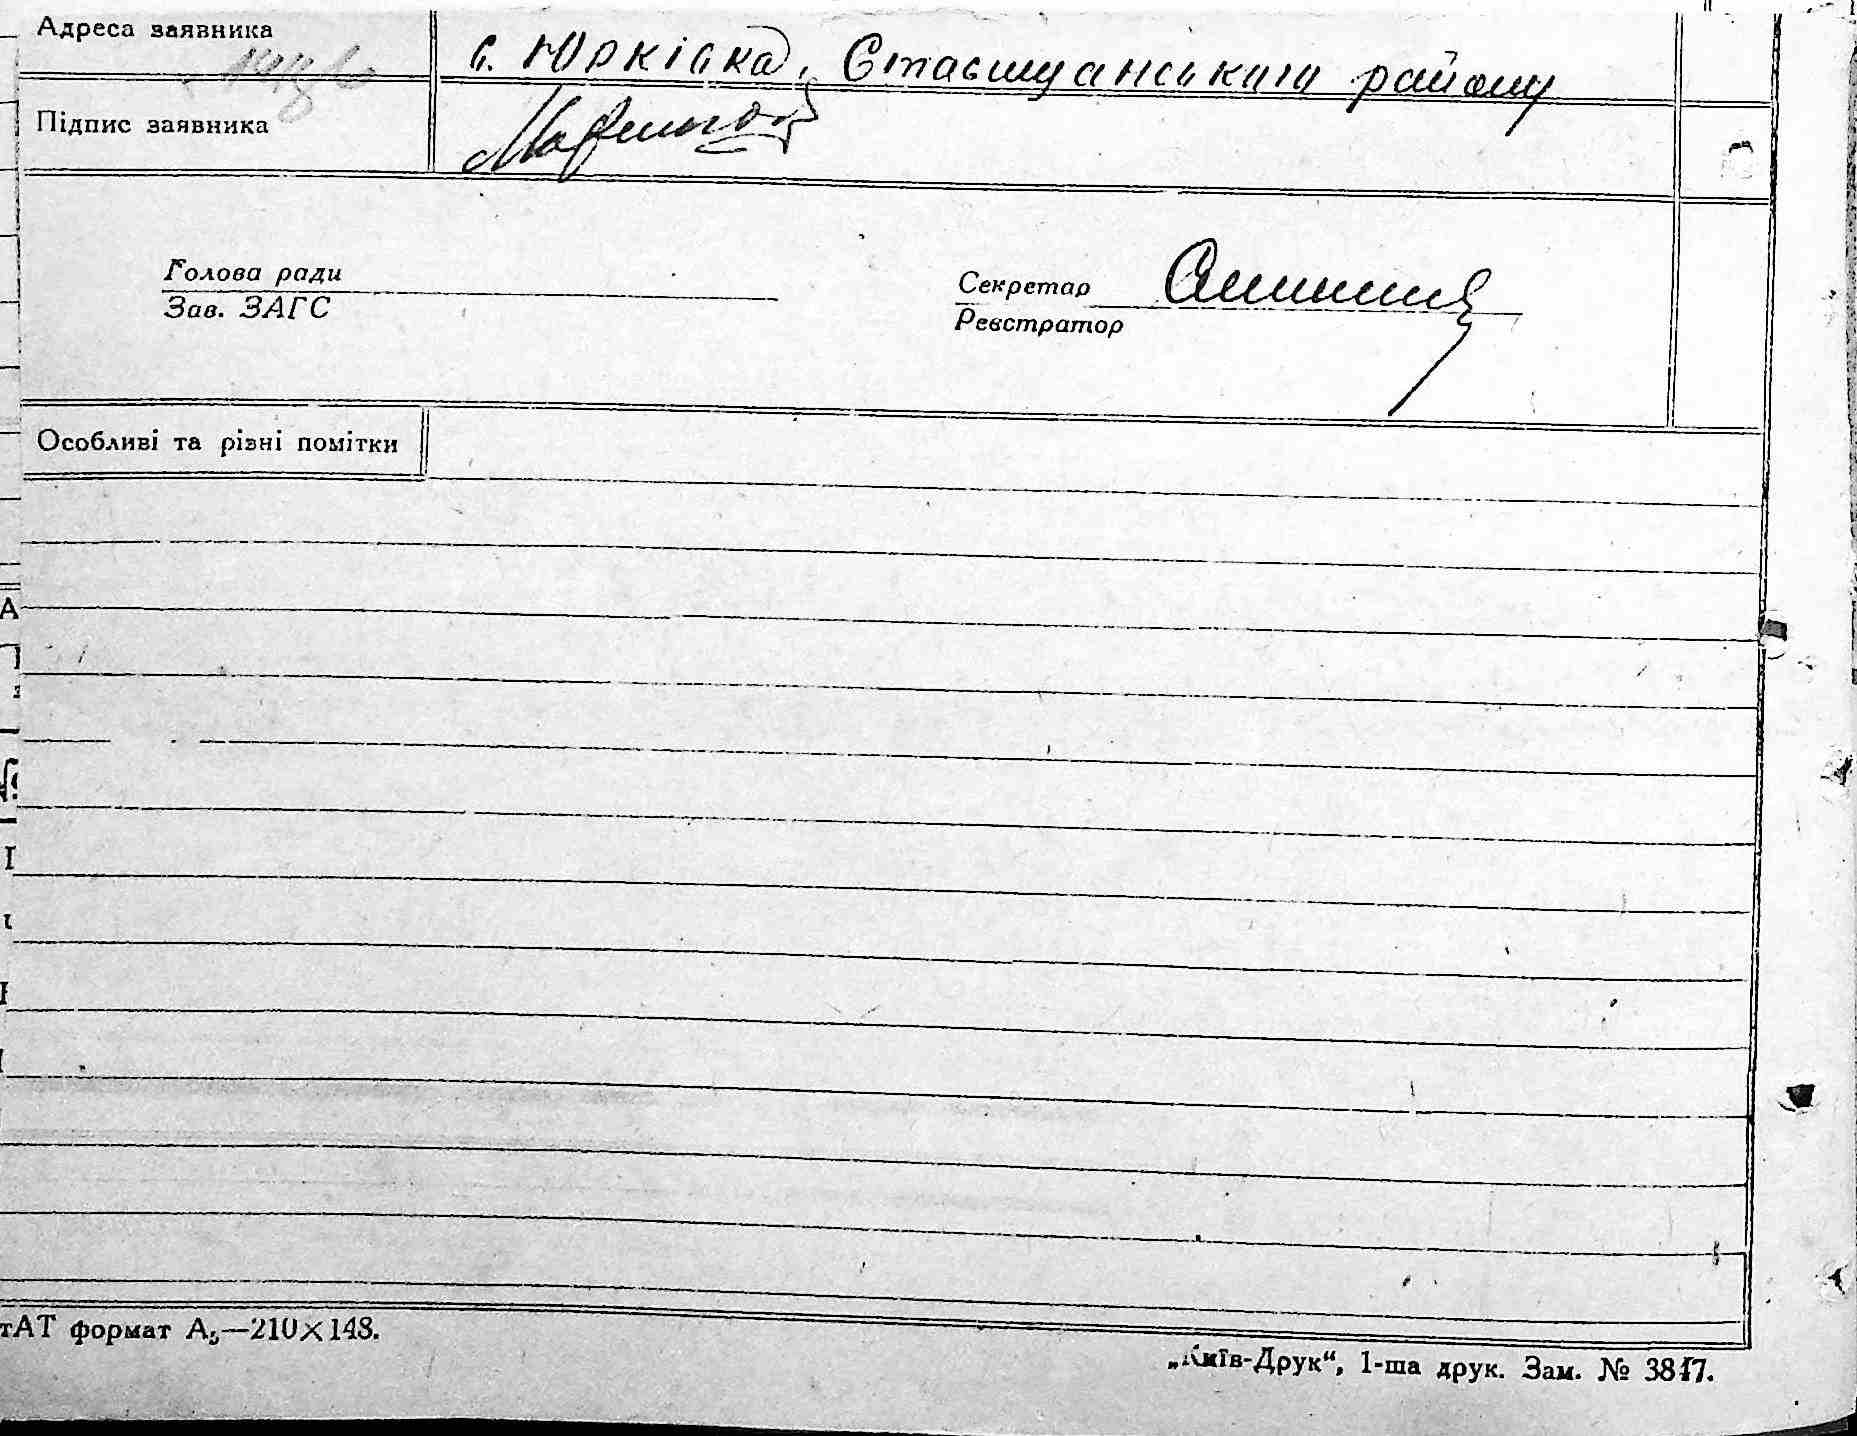 Адреса заявника
с. Юрківка, Ставищанського району
Підпис заявника
Голова ради
Зав. ЗАГС
Секретар
Реєстратор
Особливі та різні помітки
тАТ формат А₅—210×148.
„Київ-Друк“, 1-ша друк. Зам. № 3817.